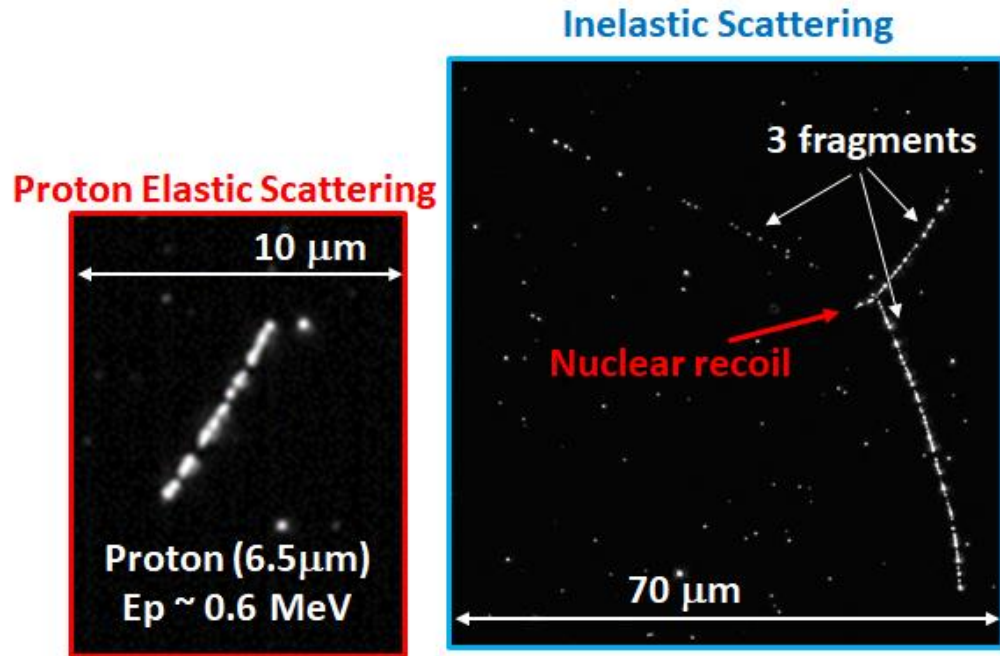 Inelastic Scattering
3 fragments
Proton Elastic Scattering
10 μm
Nuclear recoil
Proton (6.5μm)
Ep ~ 0.6 MeV
70 μm